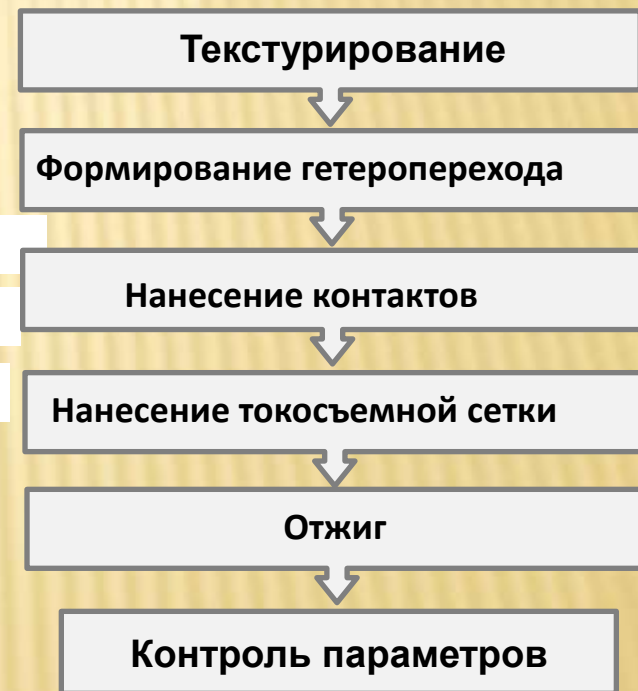 Текстурирование
Формирование гетероперехода
Нанесение контактов
Нанесение токосъемной сетки
Отжиг
Контроль параметров